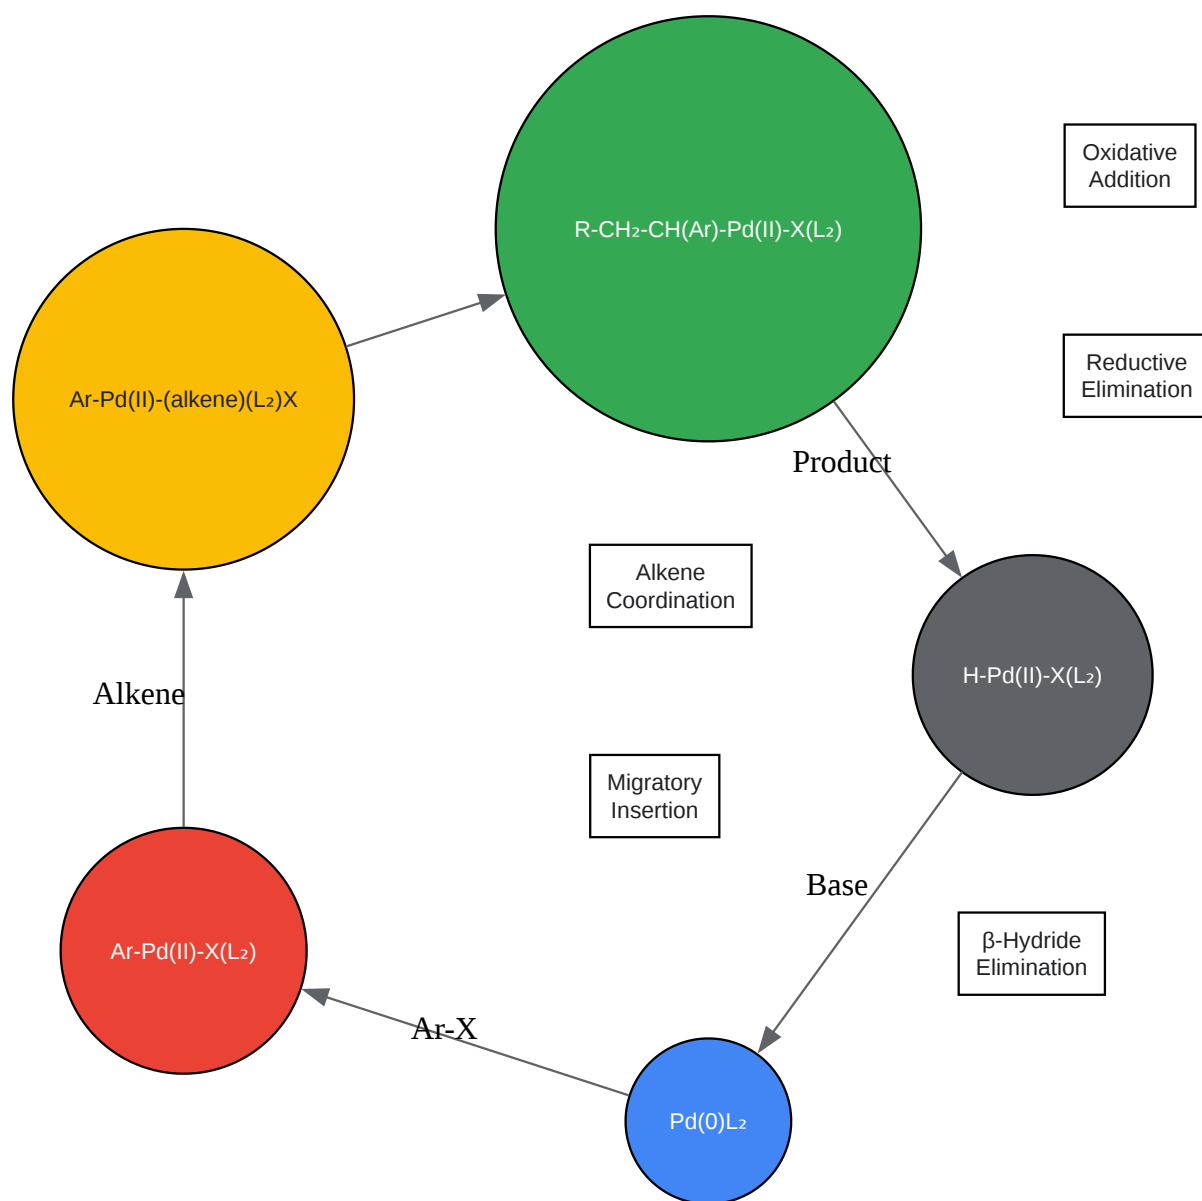 Oxidative
Addition
R-CH₂-CH(Ar)-Pd(II)-X(L₂)
Reductive
Elimination
Ar-Pd(II)-(alkene)(L₂)X
Product
Alkene
Coordination
H-Pd(II)-X(L₂)
Alkene
Migratory
Insertion
Base
Ar-Pd(II)-X(L₂)
β-Hydride
Elimination
Ar-X
Pd(0)L₂